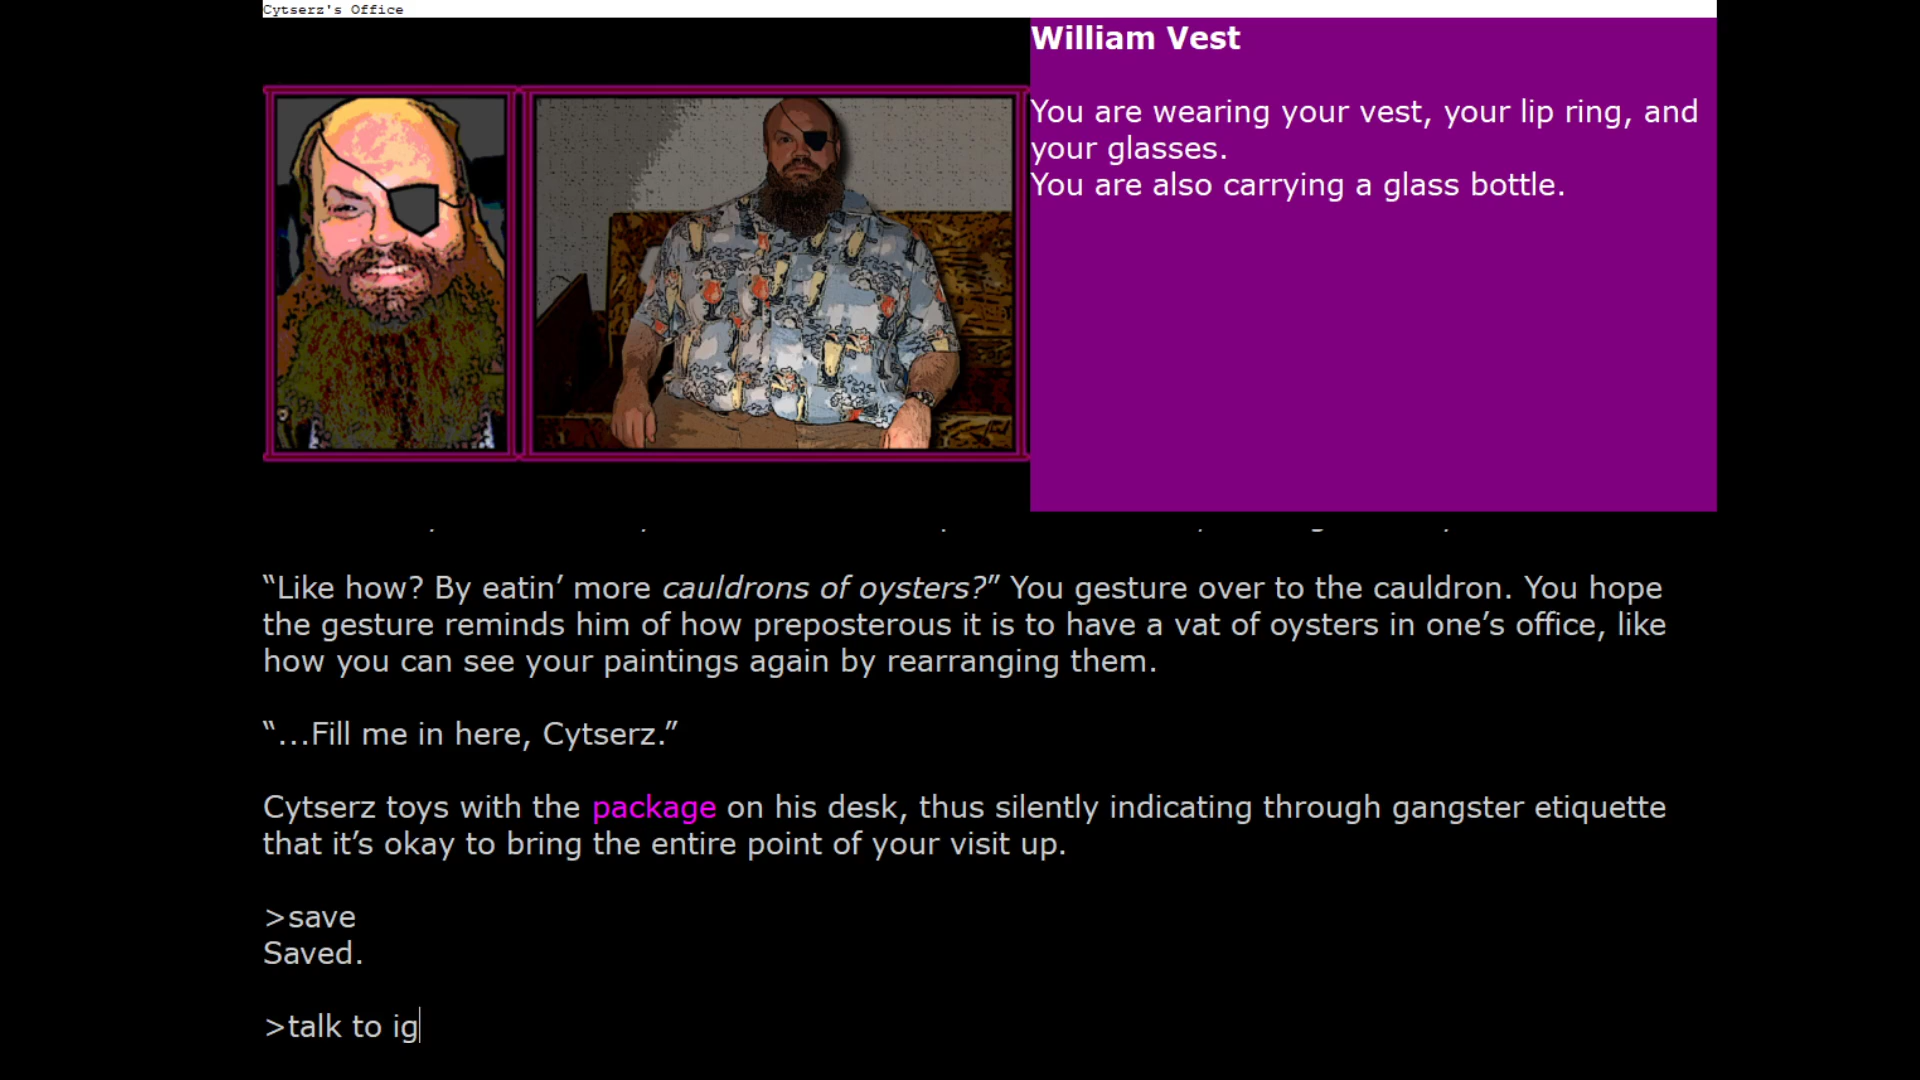 Cytserz's Office
William Vest
You are wearing your vest, your lip ring, and
your glasses.
You are also carrying a glass bottle.
“Like how? By eatin’ more cauldrons of oysters?” You gesture over to the cauldron. You hope
the gesture reminds him of how preposterous it is to have a vat of oysters in one’s office, like
how you can see your paintings again by rearranging them.
“…Fill me in here, Cytserz.”
Cytserz toys with the package on his desk, thus silently indicating through gangster etiquette
that it’s okay to bring the entire point of your visit up.
>save
Saved.
>talk to ig